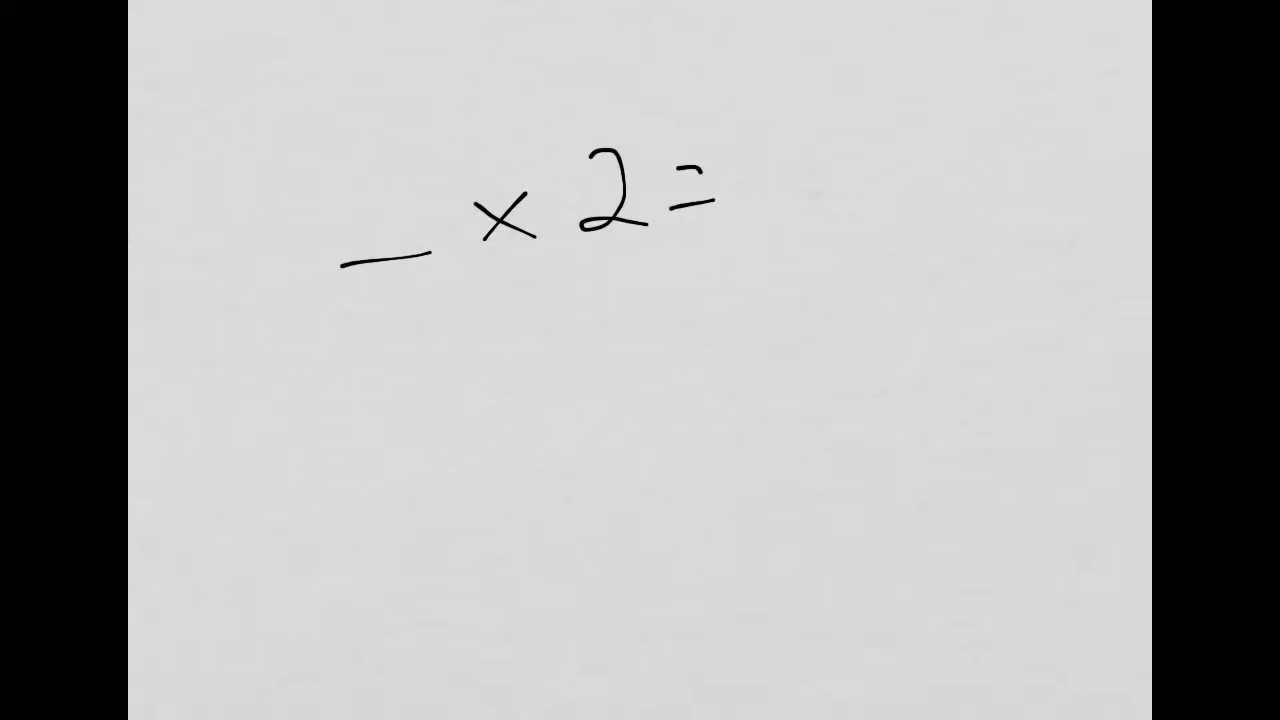 _ × 2 =